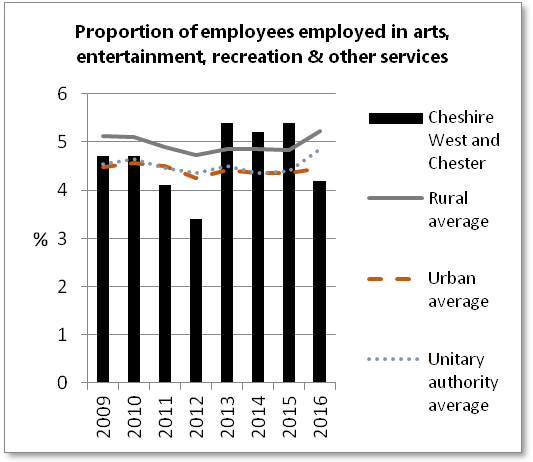 Proportion of employees employed in arts,
entertainment, recreation & other services
6
5
4
3
2
1
0
%
2009
2010
2011
2012
2013
2014
2015
2016
Cheshire
West and
Chester
Rural
average
Urban
average
Unitary
authority
average